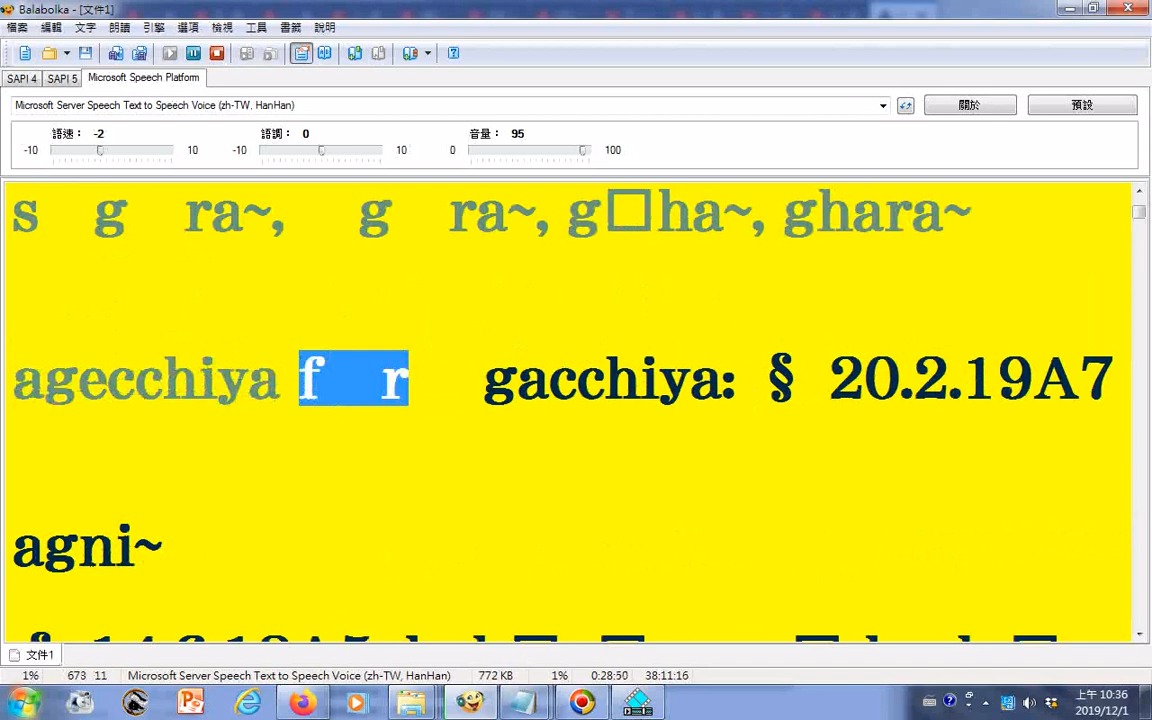 Balabolka - [文件1]
檔案 編輯 文字 朗讀 引擎 選項 檢視 工具 書籤 說明
SAPI 4 SAPI 5 Microsoft Speech Platform
Microsoft Server Speech Text to Speech Voice (zh-TW, HanHan) 關於 預設
語速： -2 語調： 0 音量： 95
-10 10 -10 10 0 100
s g ra~, g ra~, g□ha~, ghara~
agecchiya f r gacchiya: § 20.2.19A7
agni~
文件1
1% 673 11 Microsoft Server Speech Text to Speech Voice (zh-TW, HanHan) 772 KB 1% 0:28:50 38:11:16
上午 10:36
2019/12/1